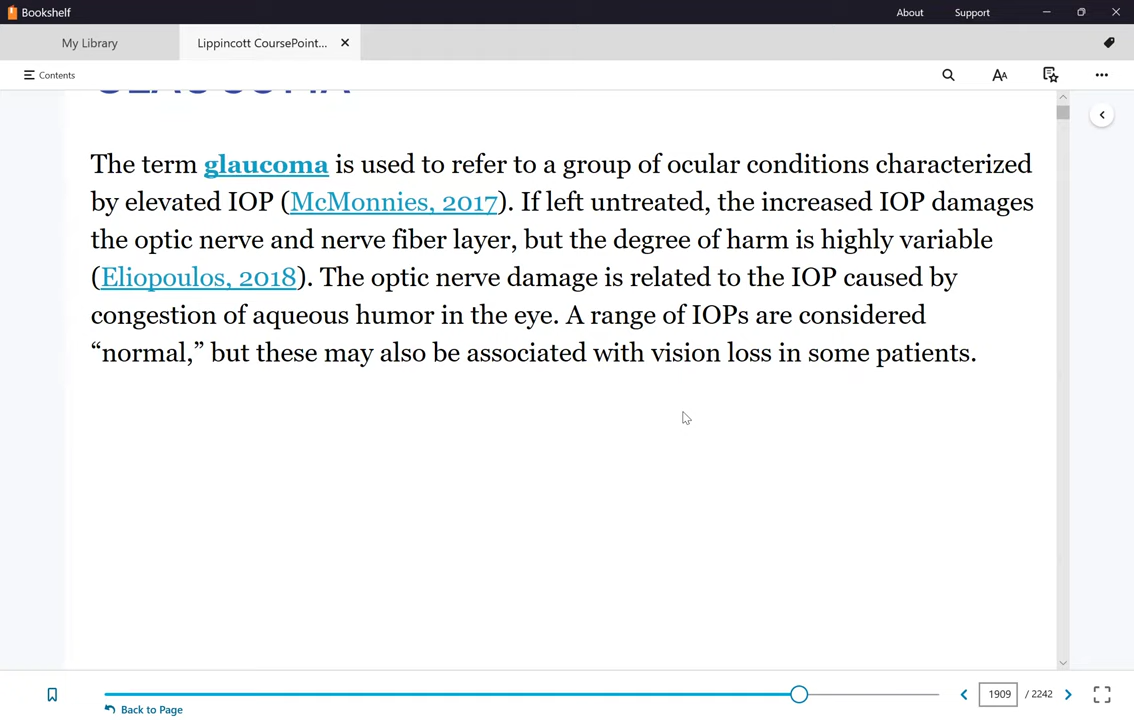 Bookshelf
About
Support
My Library
Lippincott CoursePoint...
Contents
GLAUCOMA
The term glaucoma is used to refer to a group of ocular conditions characterized
by elevated IOP (McMonnies, 2017). If left untreated, the increased IOP damages
the optic nerve and nerve fiber layer, but the degree of harm is highly variable
(Eliopoulos, 2018). The optic nerve damage is related to the IOP caused by
congestion of aqueous humor in the eye. A range of IOPs are considered
“normal,” but these may also be associated with vision loss in some patients.
1909 / 2242
Back to Page